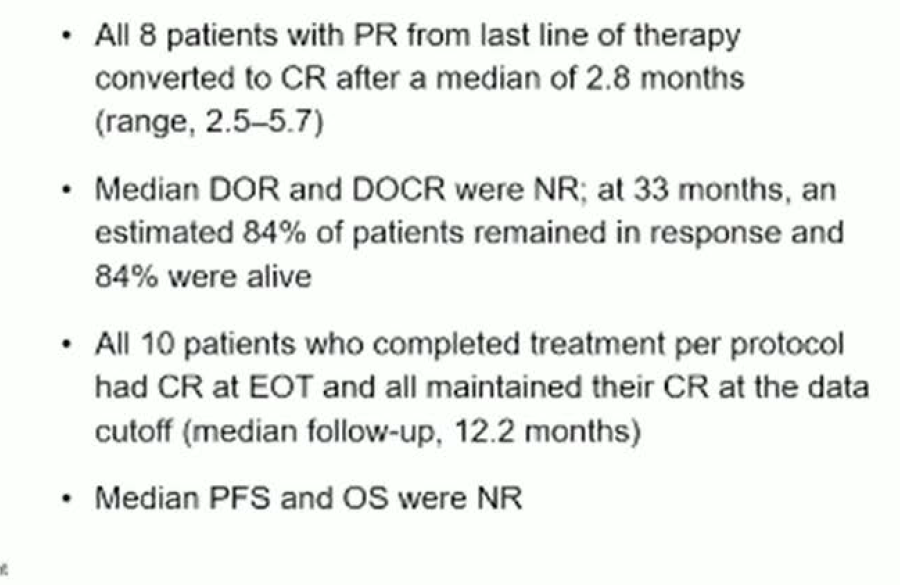 • All 8 patients with PR from last line of therapy
converted to CR after a median of 2.8 months
(range, 2.5–5.7)
• Median DOR and DOCR were NR; at 33 months, an
estimated 84% of patients remained in response and
84% were alive
• All 10 patients who completed treatment per protocol
had CR at EOT and all maintained their CR at the data
cutoff (median follow-up, 12.2 months)
• Median PFS and OS were NR